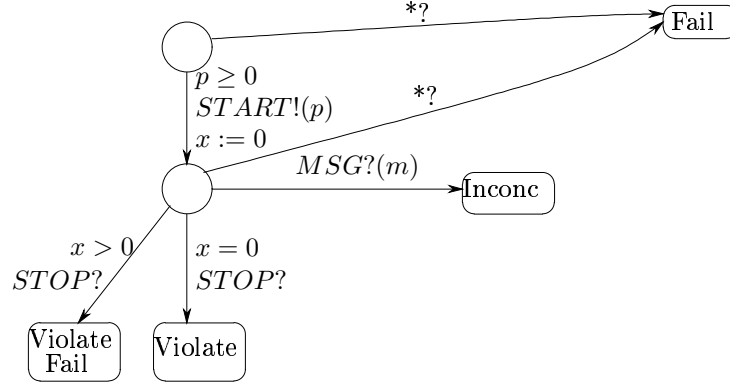 *?
Fail
p ≥ 0
START!(p)
x := 0
*?
MSG?(m)
Inconc
x > 0
STOP?
x = 0
STOP?
Violate
Fail
Violate